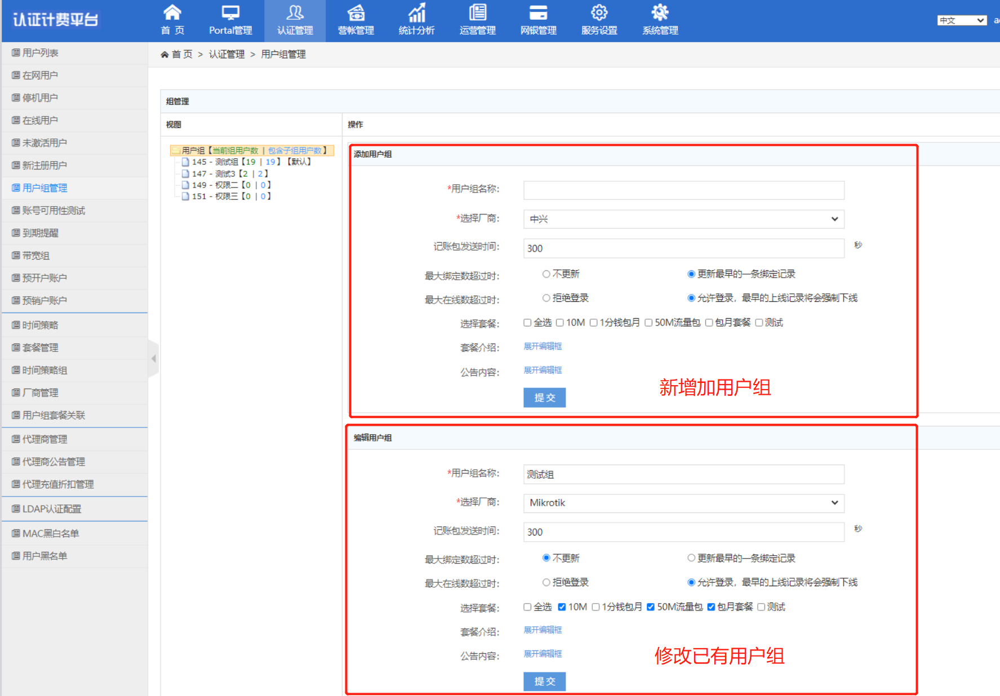 认证计费平台
首 页
Portal管理
认证管理
营帐管理
统计分析
运营管理
网银管理
服务设置
系统管理
中文
首 页 > 认证管理 > 用户组管理
用户列表
在网用户
停机用户
在线用户
未激活用户
新注册用户
用户组管理
账号可用性测试
到期提醒
带宽组
预开户账户
预销户账户
时间策略
套餐管理
时间策略组
厂商管理
用户组套餐关联
代理商管理
代理商公告管理
代理充值折扣管理
LDAP认证配置
MAC黑白名单
用户黑名单
组管理
视图
操作
用户组【当前组用户数 | 包含子组用户数】
145 - 测试组【19 | 19】【默认】
147 - 测试3【2 | 2】
149 - 权限二【0 | 0】
151 - 权限三【0 | 0】
添加用户组
*用户组名称:
*选择厂商: 中兴
记账包发送时间: 300 秒
最大绑定数超过时: 不更新 更新最早的一条绑定记录
最大在线数超过时: 拒绝登录 允许登录，最早的上线记录将会强制下线
选择套餐: 全选 10M 1分钱包月 50M流量包 包月套餐 测试
套餐介绍: 展开编辑框
公告内容: 展开编辑框
新增加用户组
提 交
编辑用户组
*用户组名称: 测试组
*选择厂商: Mikrotik
记账包发送时间: 300 秒
最大绑定数超过时: 不更新 更新最早的一条绑定记录
最大在线数超过时: 拒绝登录 允许登录，最早的上线记录将会强制下线
选择套餐: 全选 10M 1分钱包月 50M流量包 包月套餐 测试
套餐介绍: 展开编辑框
公告内容: 展开编辑框
修改已有用户组
提 交